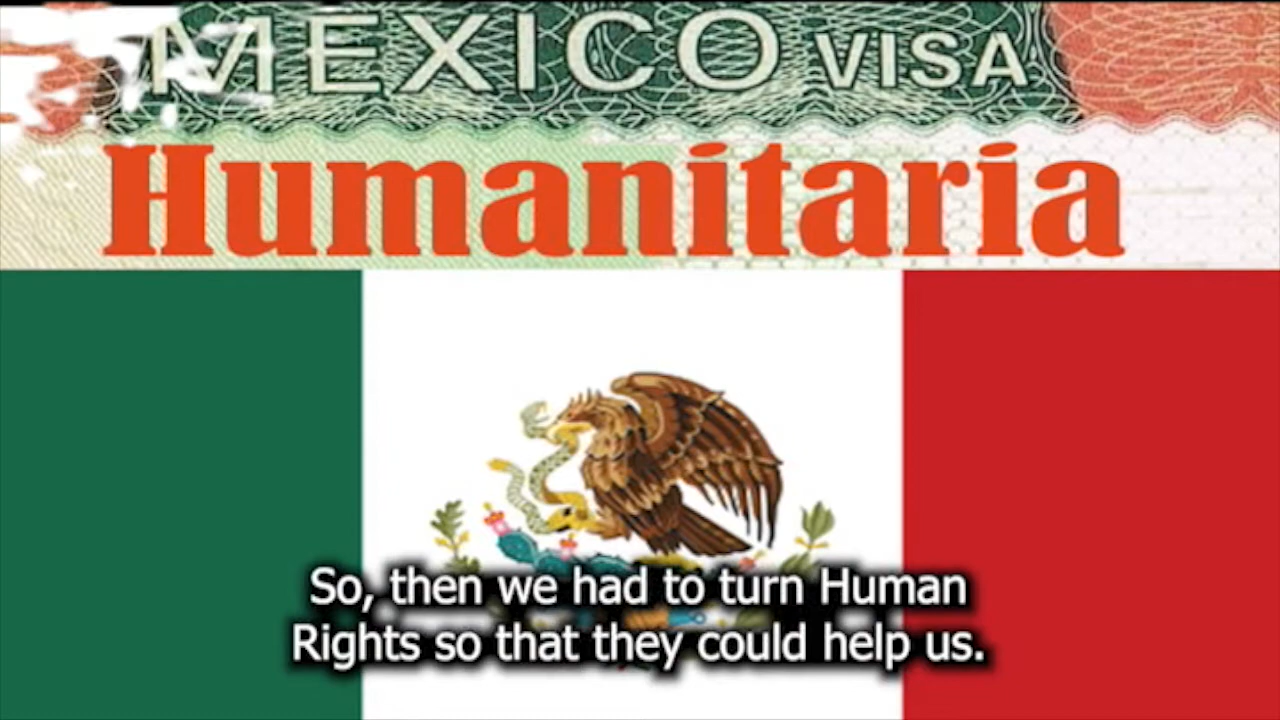 MEXICO VISA
Humanitaria
So, then we had to turn Human
Rights so that they could help us.